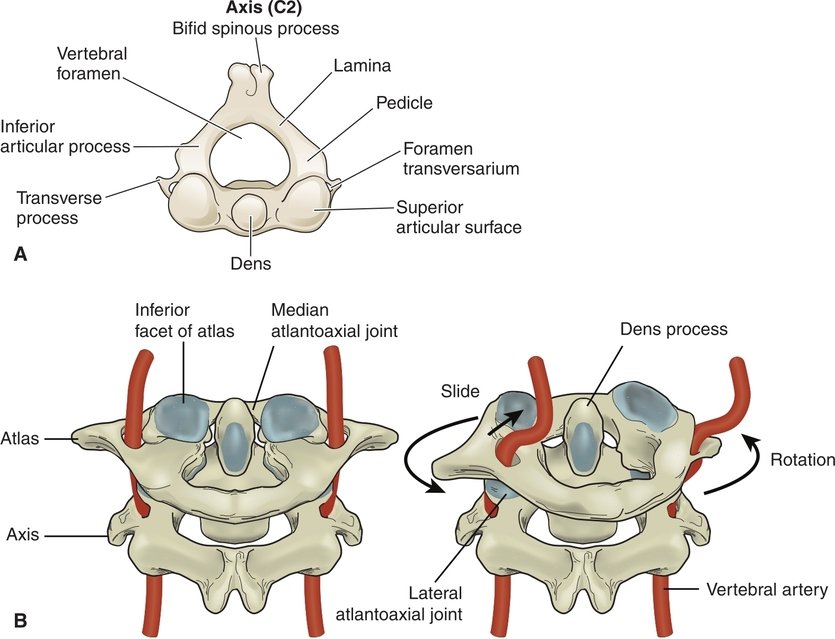 Axis (C2)
Bifid spinous process
Vertebral
foramen
Lamina
Pedicle
Inferior
articular process
Foramen
transversarium
Transverse
process
Superior
articular surface
Dens
A
Inferior
facet of atlas
Median
atlantoaxial joint
Dens process
Slide
Atlas
Rotation
Axis
Lateral
atlantoaxial joint
Vertebral artery
B